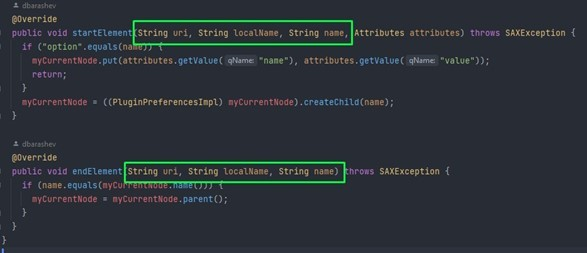 dbarashev
@Override
public void startElement(String uri, String localName, String name, Attributes attributes) throws SAXException {
if ("option".equals(name)) {
myCurrentNode.put(attributes.getValue( qName: "name"), attributes.getValue( qName: "value"));
return;
}
myCurrentNode = ((PluginPreferencesImpl) myCurrentNode).createChild(name);
}
dbarashev
@Override
public void endElement(String uri, String localName, String name) throws SAXException {
if (name.equals(myCurrentNode.name())) {
myCurrentNode = myCurrentNode.parent();
}
}
}